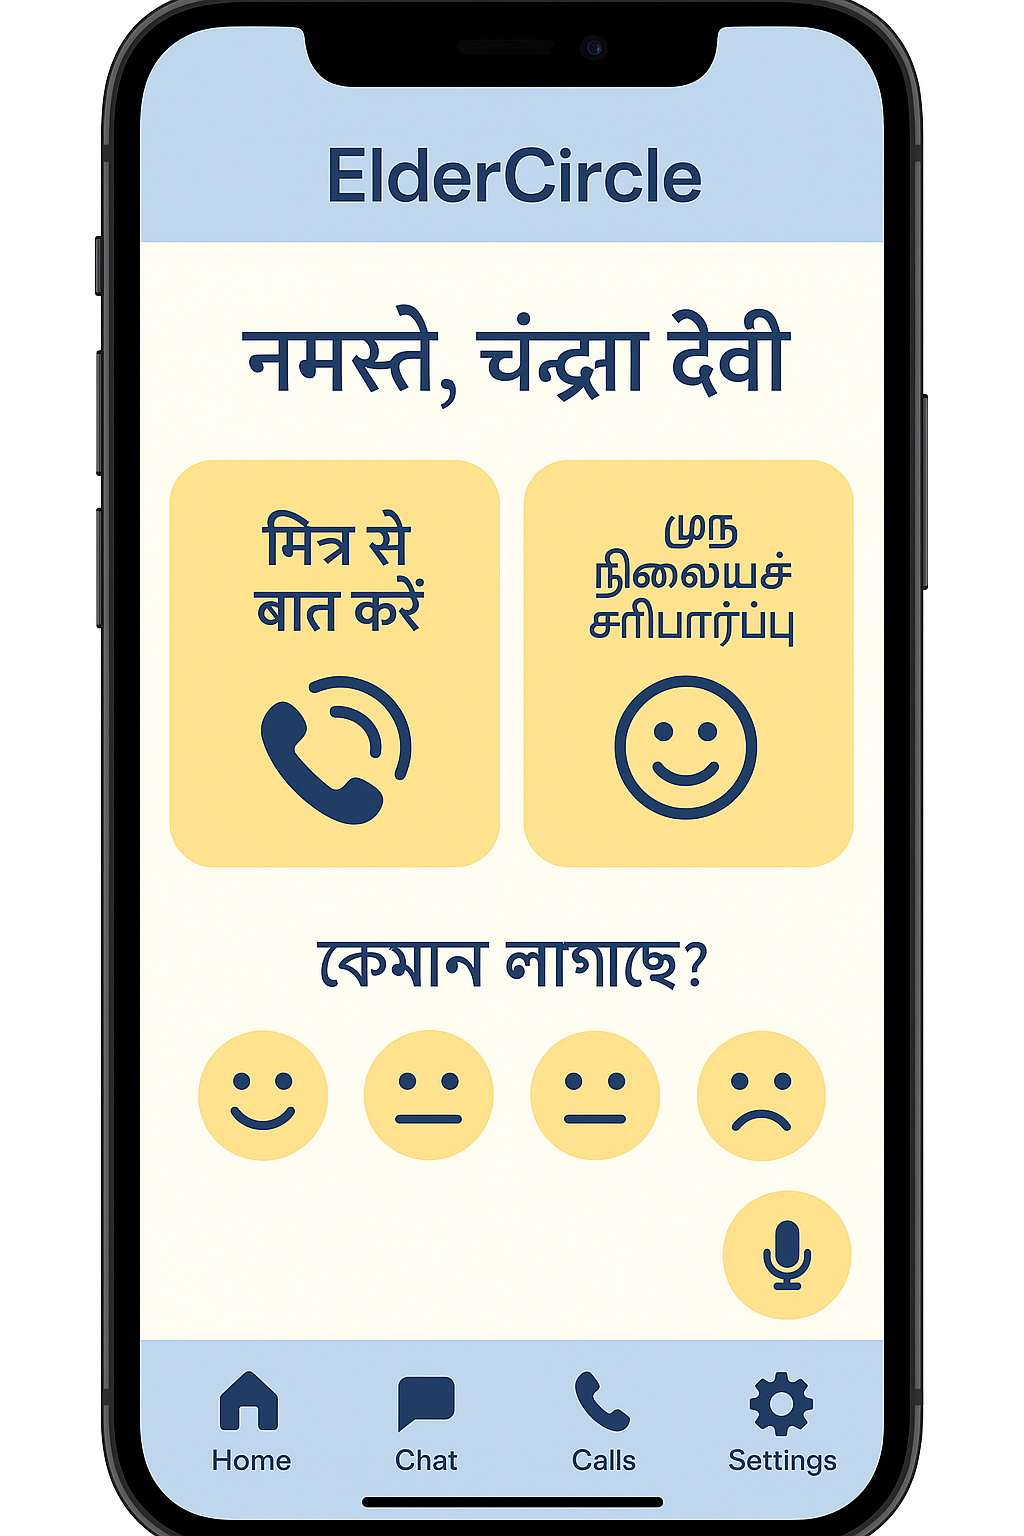 ElderCircle
नमस्ते, चंन्द्रा देवी
मित्र से
बात करें
முந
நிலையச்
சரிபார்ப்பு
কেমান লাগাছে?
Home
Chat
Calls
Settings